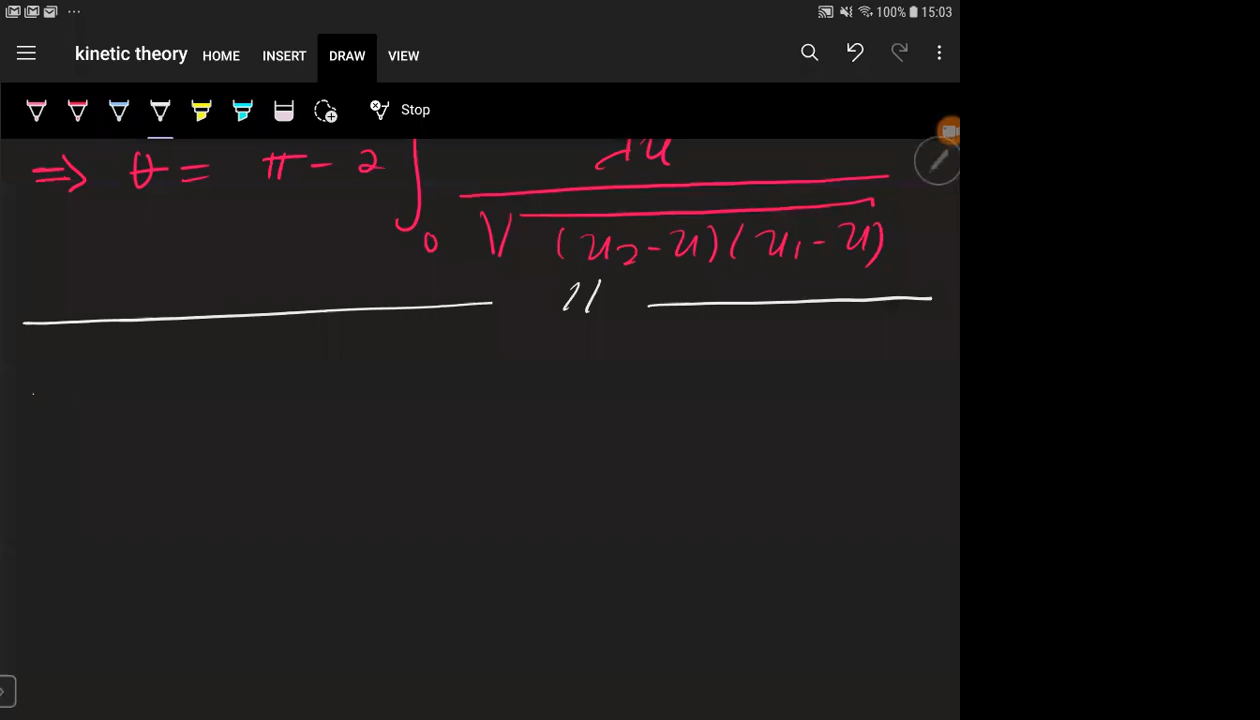 100% 15:03
kinetic theory HOME INSERT DRAW VIEW
Stop
⇒ θ = π - 2 ∫₀ du / √((u₂ - u)(u₁ - u))
//